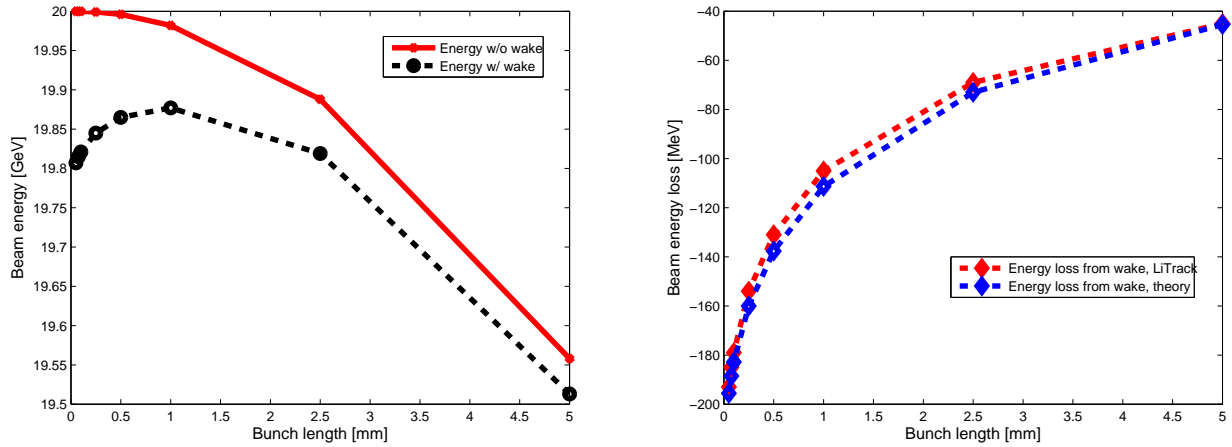 20
19.95
19.9
19.85
19.8
19.75
19.7
19.65
19.6
19.55
19.5
Beam energy [GeV]
Energy w/o wake
Energy w/ wake
0 0.5 1 1.5 2 2.5 3 3.5 4 4.5 5
Bunch length [mm]
−40
−60
−80
−100
−120
−140
−160
−180
−200
Beam energy loss [MeV]
Energy loss from wake, LiTrack
Energy loss from wake, theory
0 0.5 1 1.5 2 2.5 3 3.5 4 4.5 5
Bunch length [mm]